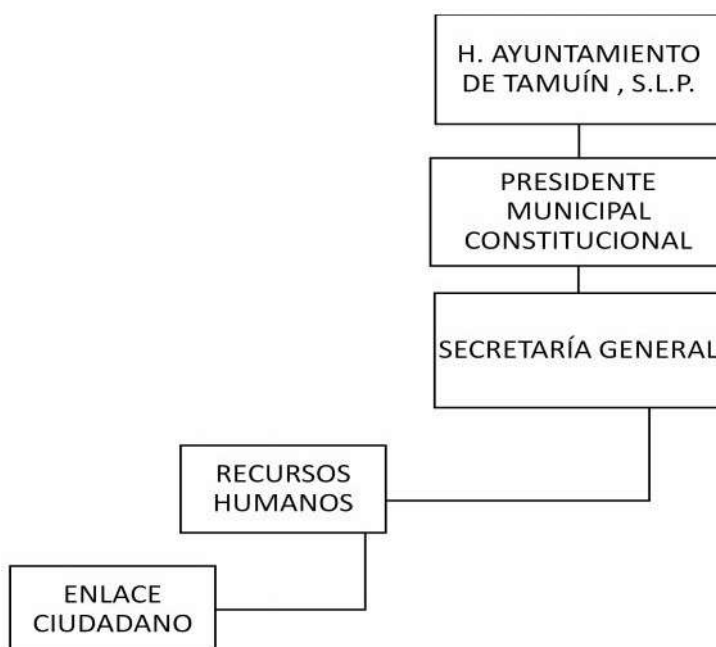 H. AYUNTAMIENTO
DE TAMUÍN , S.L.P.
PRESIDENTE
MUNICIPAL
CONSTITUCIONAL
SECRETARÍA GENERAL
RECURSOS
HUMANOS
ENLACE
CIUDADANO